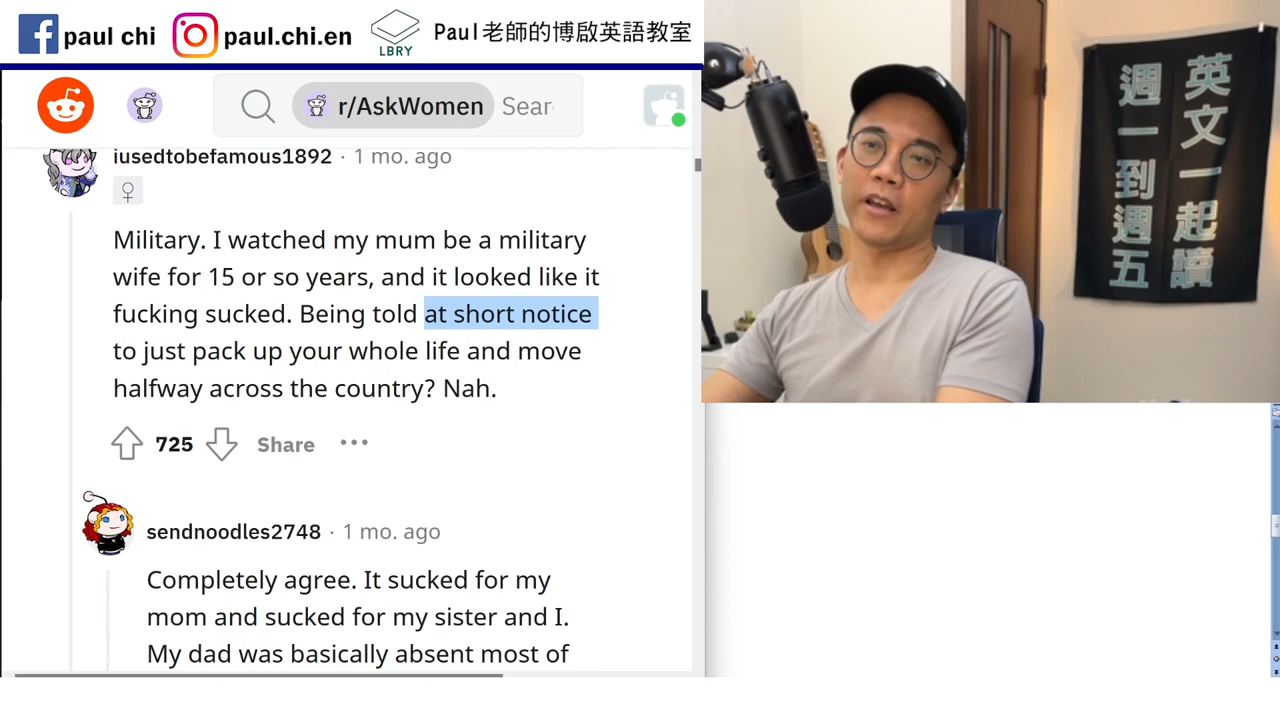 paul chi
paul.chi.en
LBRY
Paul老師的博啟英語教室
r/AskWomen
Sear
iusedtobefamous1892 · 1 mo. ago
Military. I watched my mum be a military
wife for 15 or so years, and it looked like it
fucking sucked. Being told at short notice
to just pack up your whole life and move
halfway across the country? Nah.
725
Share
sendnoodles2748 · 1 mo. ago
Completely agree. It sucked for my
mom and sucked for my sister and I.
My dad was basically absent most of
英文一起讀
週一到週五